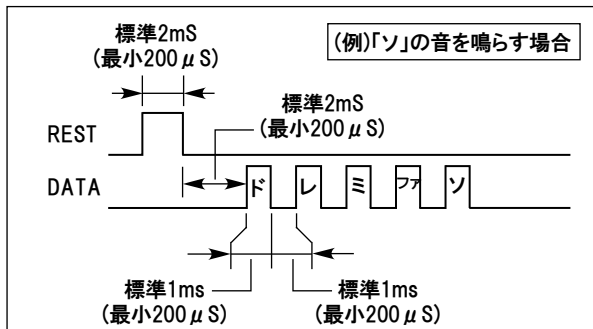 標準2mS
(最小200μS)
(例)「ソ」の音を鳴らす場合
標準2mS
(最小200μS)
REST
DATA
ド レ ミ ファ ソ
標準1ms
(最小200μS)
標準1ms
(最小200μS)